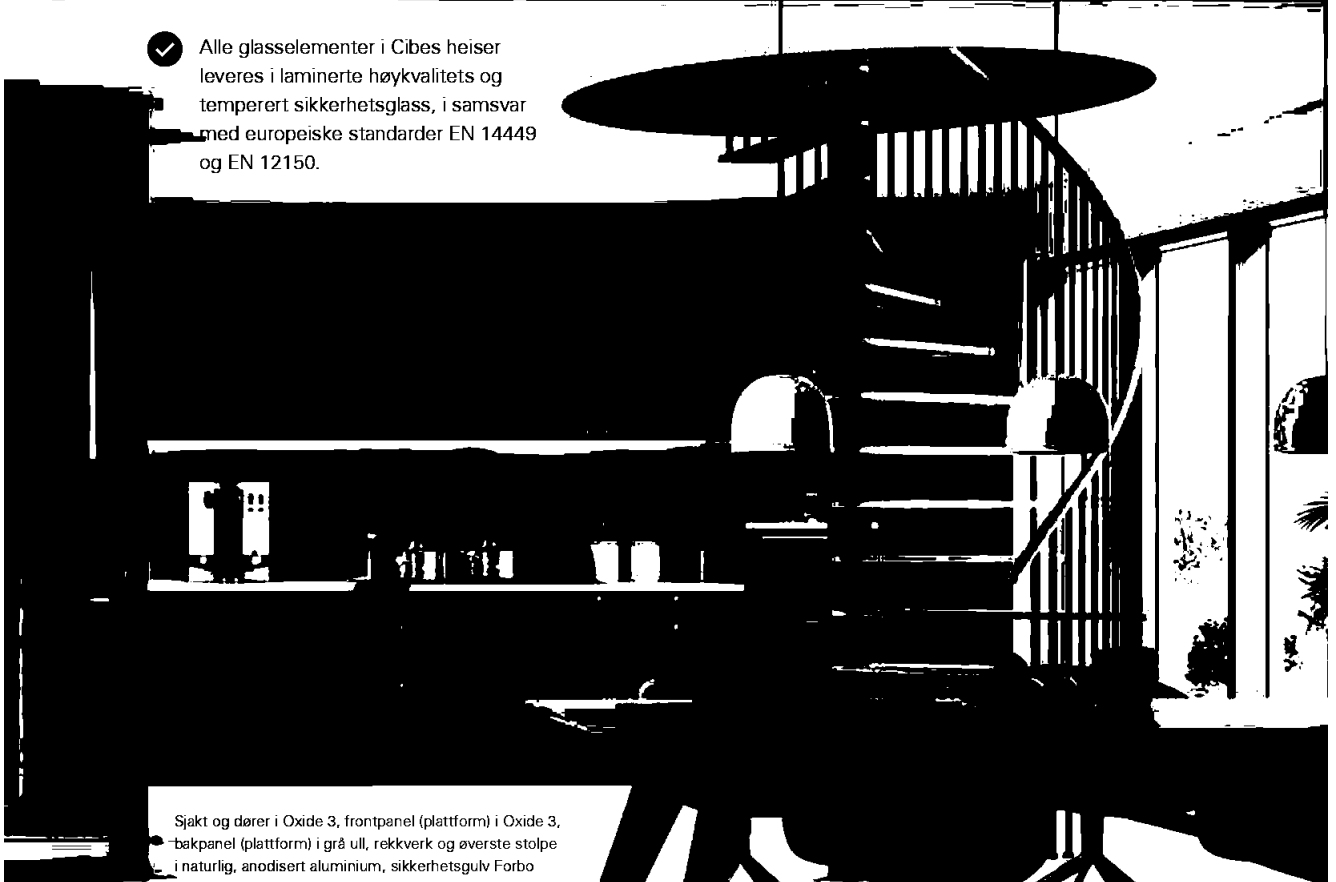 Alle glasselementer i Cibes heiser
leveres i laminerte høykvalitets og
temperert sikkerhetsglass, i samsvar
med europeiske standarder EN 14449
og EN 12150.
Sjakt og dører i Oxide 3, frontpanel (plattform) i Oxide 3,
bakpanel (plattform) i grå ull, rekkverk og øverste stolpe
i naturlig, anodisert aluminium, sikkerhetsgulv Forbo